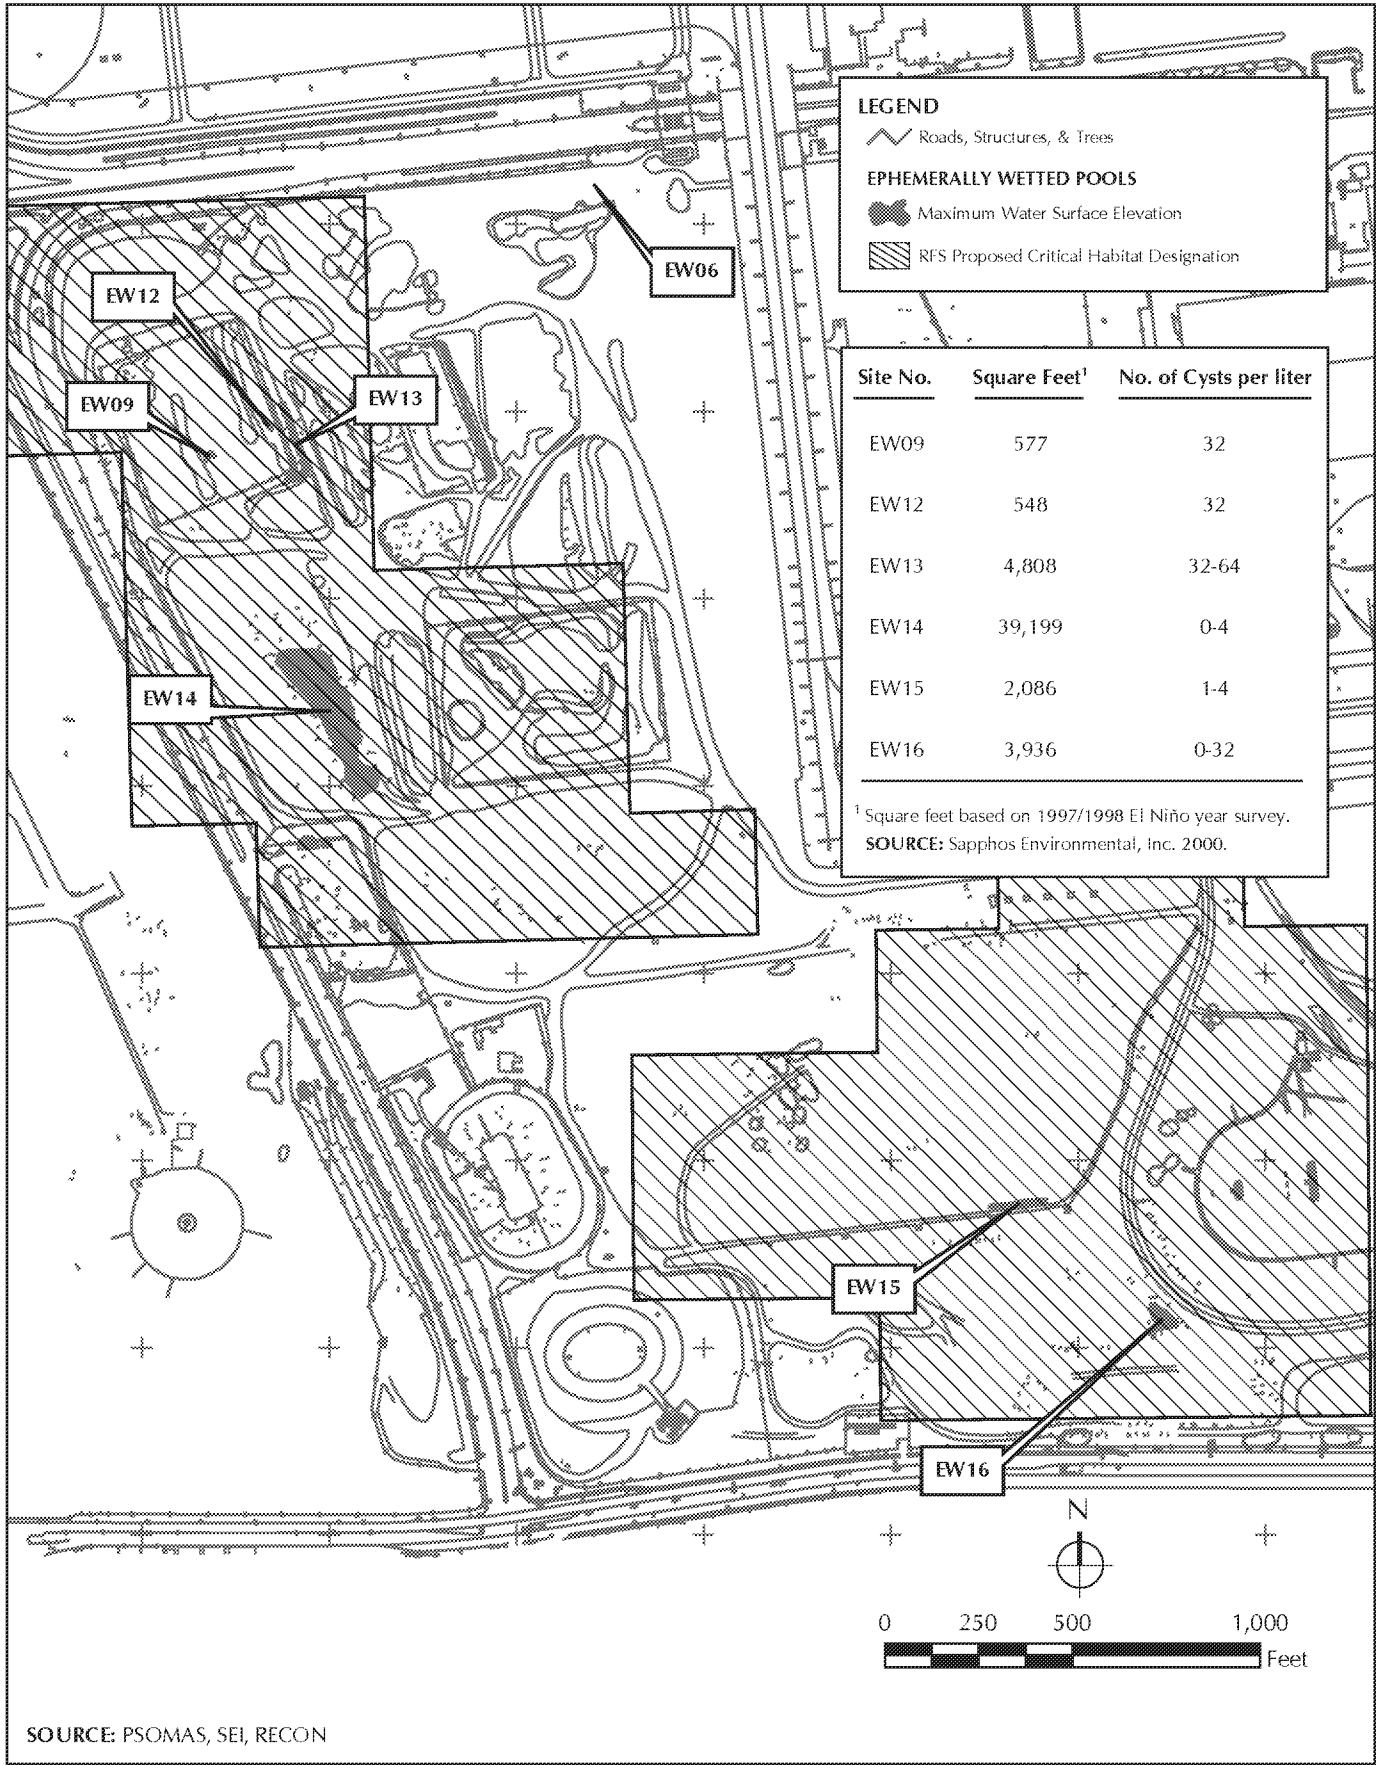 LEGEND
Roads, Structures, & Trees
EPHEMERALLY WETTED POOLS
Maximum Water Surface Elevation
RFS Proposed Critical Habitat Designation
EW06
EW12
EW09
EW13
EW14
Site No. Square Feet¹ No. of Cysts per liter
EW09 577 32
EW12 548 32
EW13 4,808 32-64
EW14 39,199 0-4
EW15 2,086 1-4
EW16 3,936 0-32
¹ Square feet based on 1997/1998 El Niño year survey.
SOURCE: Sapphos Environmental, Inc. 2000.
EW15
EW16
N
0 250 500 1,000
Feet
SOURCE: PSOMAS, SEI, RECON